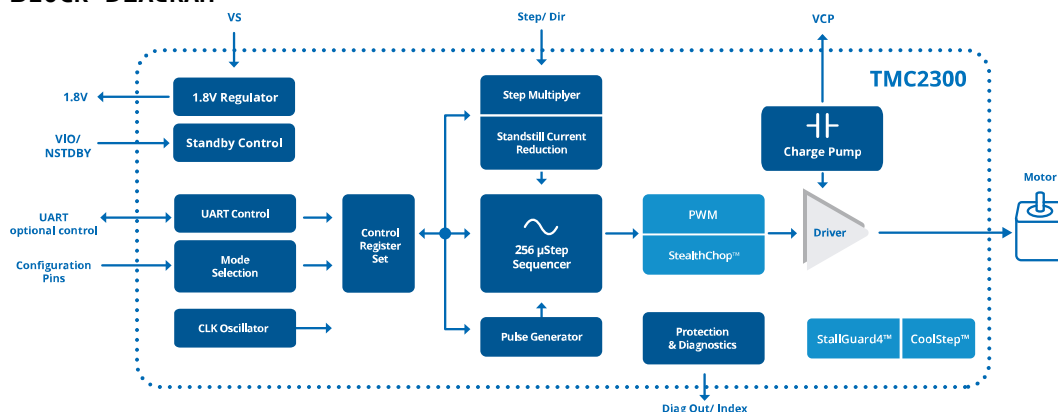 BLOCK DIAGRAM
VS
Step/ Dir
VCP
TMC2300
1.8V
1.8V Regulator
VIO/
NSTDBY
Standby Control
Step Multiplyer
Standstill Current
Reduction
Charge Pump
Motor
UART
optional control
UART Control
Configuration
Pins
Mode
Selection
CLK Oscillator
Control
Register
Set
256 µStep
Sequencer
Pulse Generator
PWM
StealthChop™
Driver
Protection
& Diagnostics
StallGuard4™
CoolStep™
Diag Out/ Index